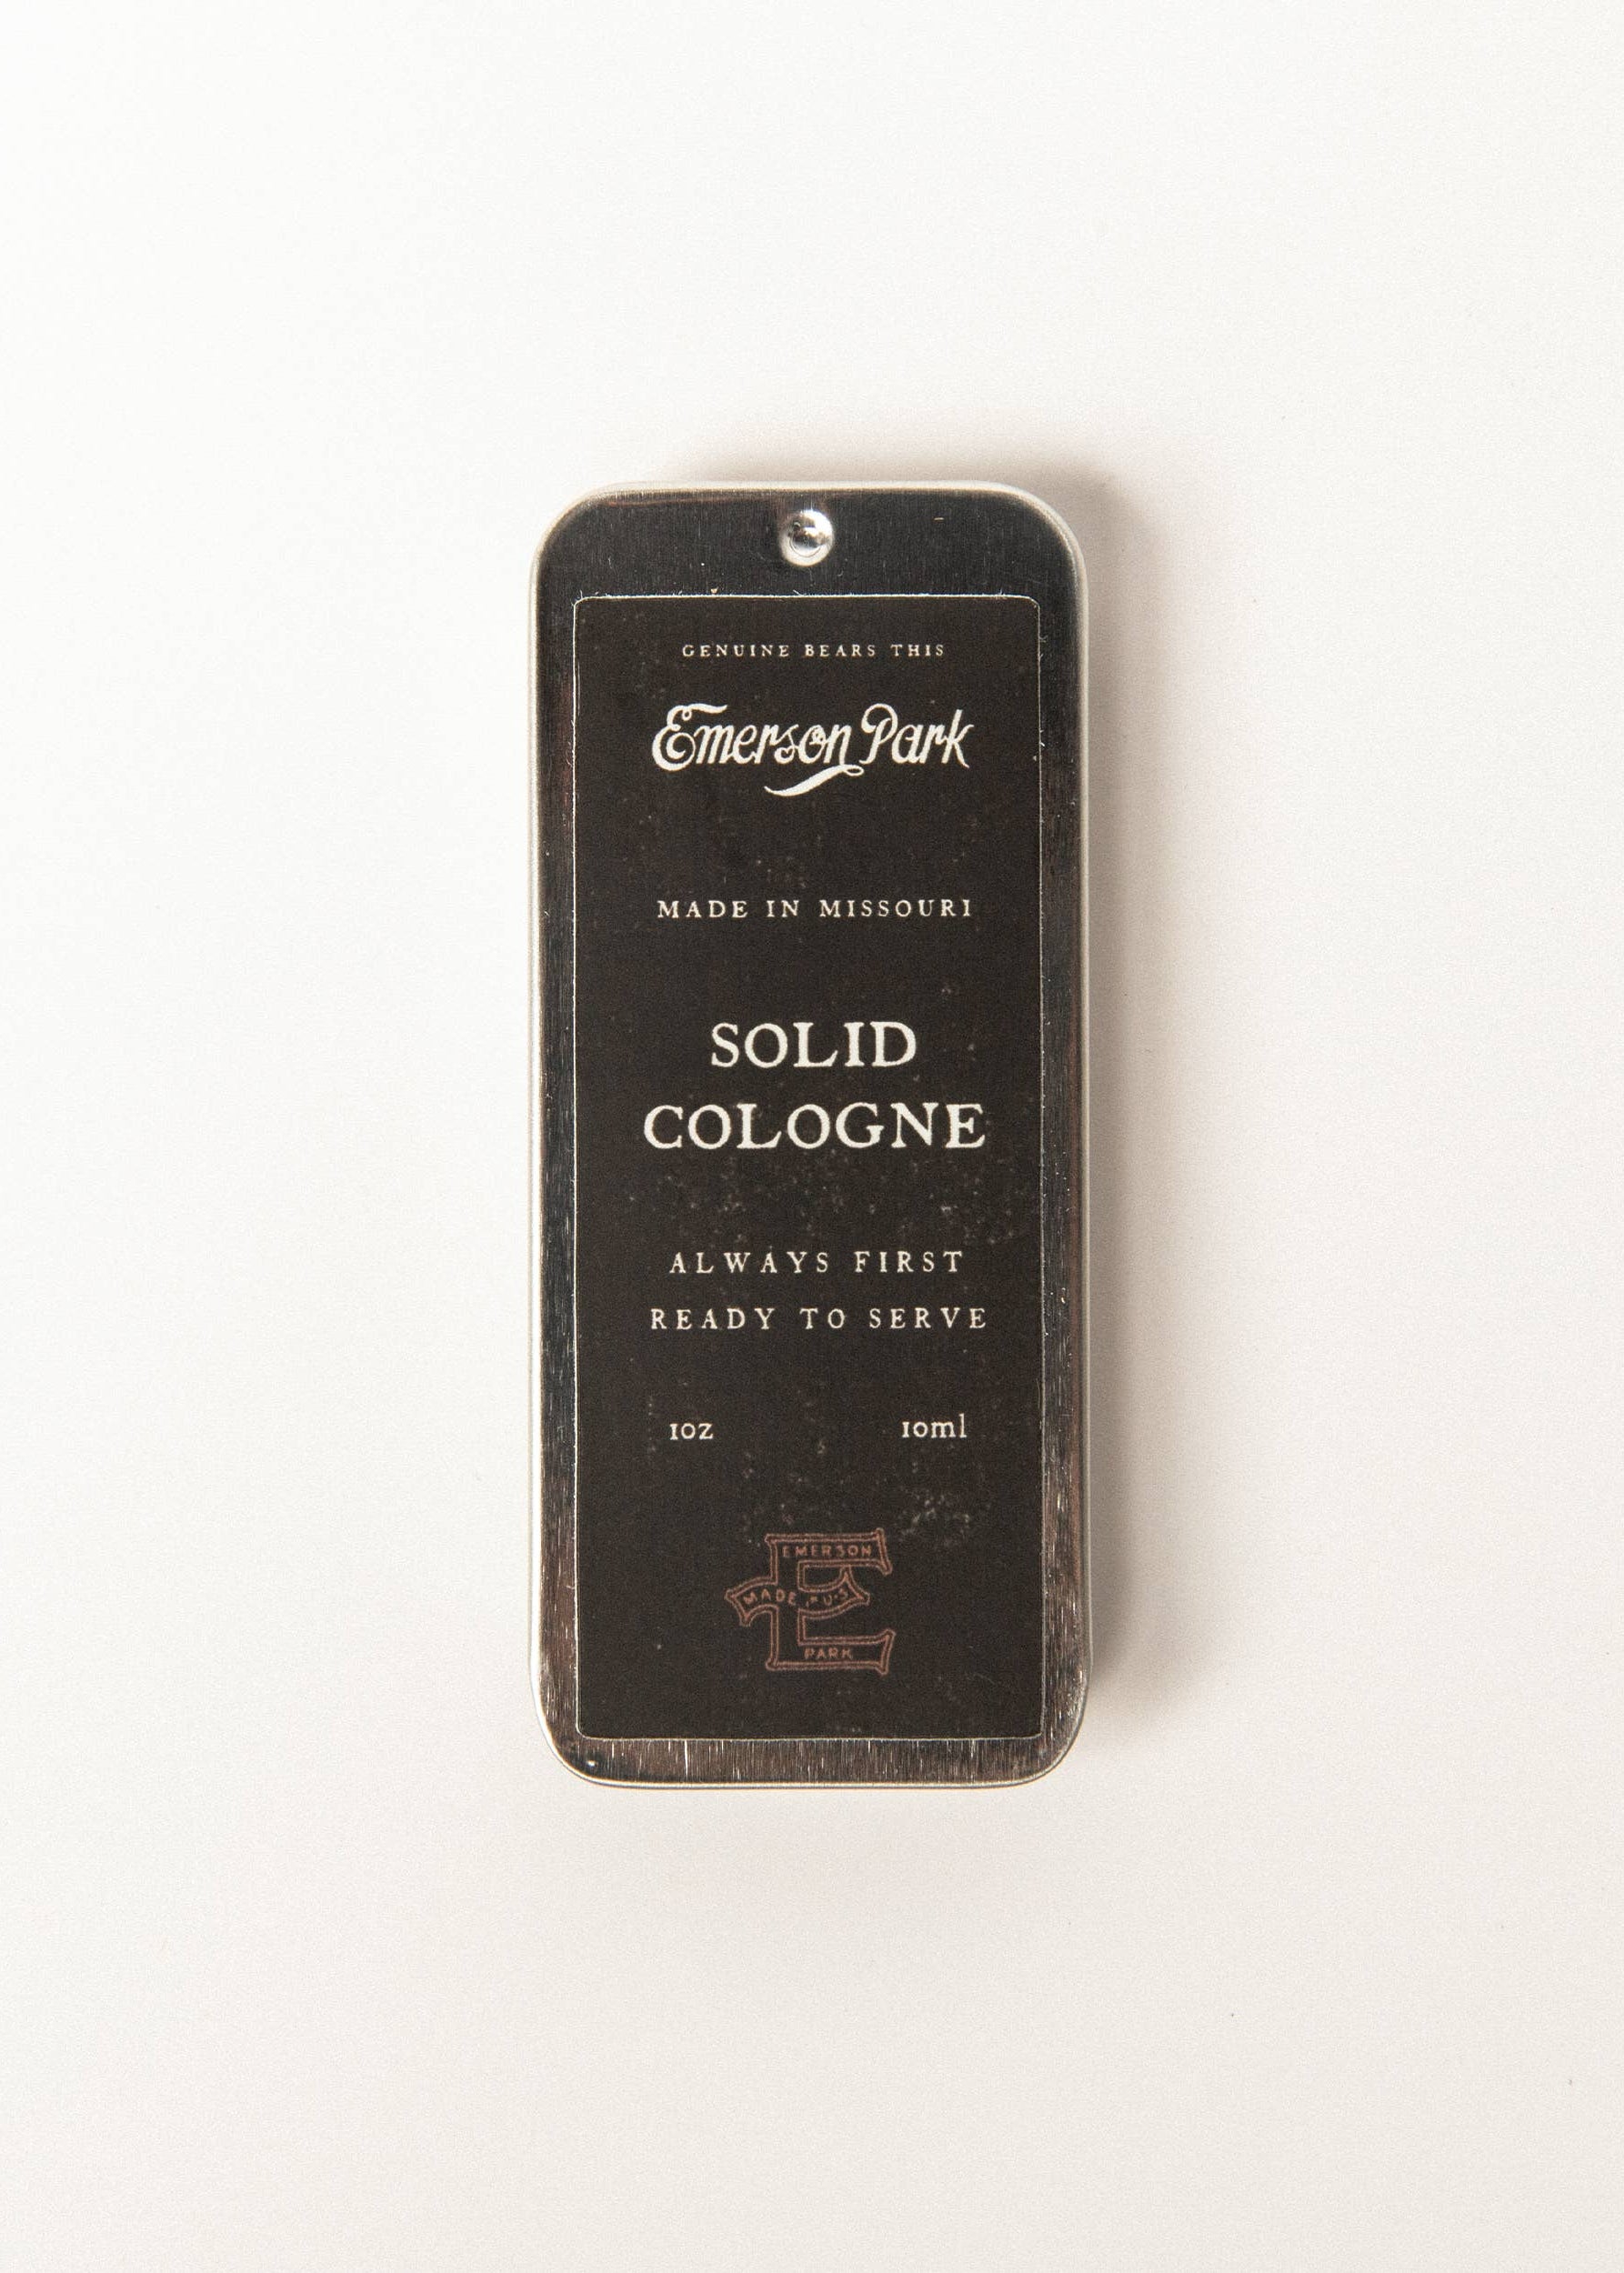 GENUINE BEARS THIS
Emerson Park
MADE IN MISSOURI
SOLID
COLOGNE
ALWAYS FIRST
READY TO SERVE
1oz 10ml
EMERSON
MADE IN U.S
PARK